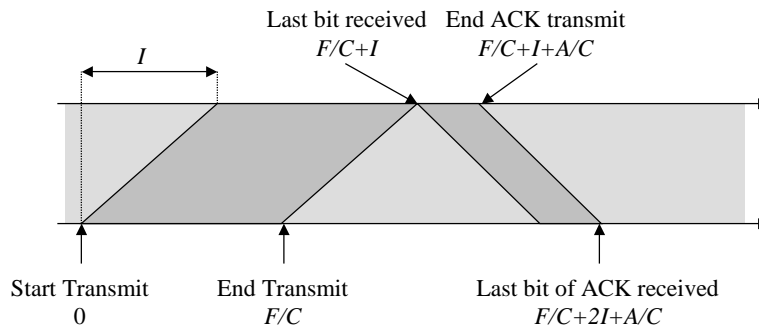 Last bit received
F/C+I
End ACK transmit
F/C+I+A/C
I
Start Transmit
0
End Transmit
F/C
Last bit of ACK received
F/C+2I+A/C